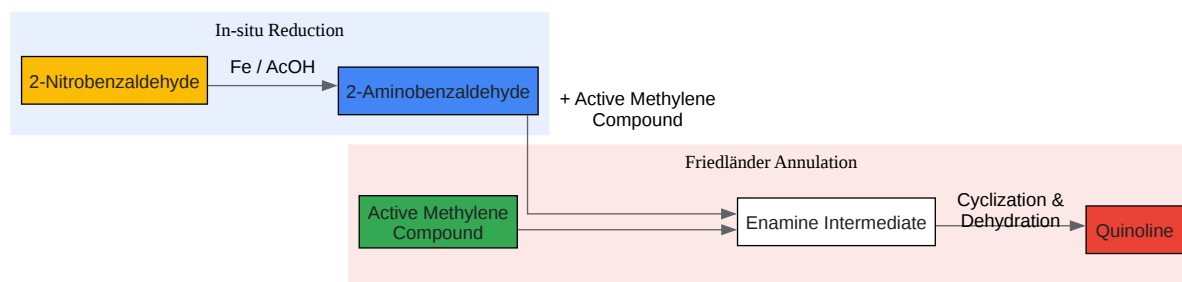 In-situ Reduction
2-Nitrobenzaldehyde
Fe / AcOH
2-Aminobenzaldehyde
+ Active Methylene
Compound
Friedländer Annulation
Active Methylene
Compound
Enamine Intermediate
Cyclization &
Dehydration
Quinoline